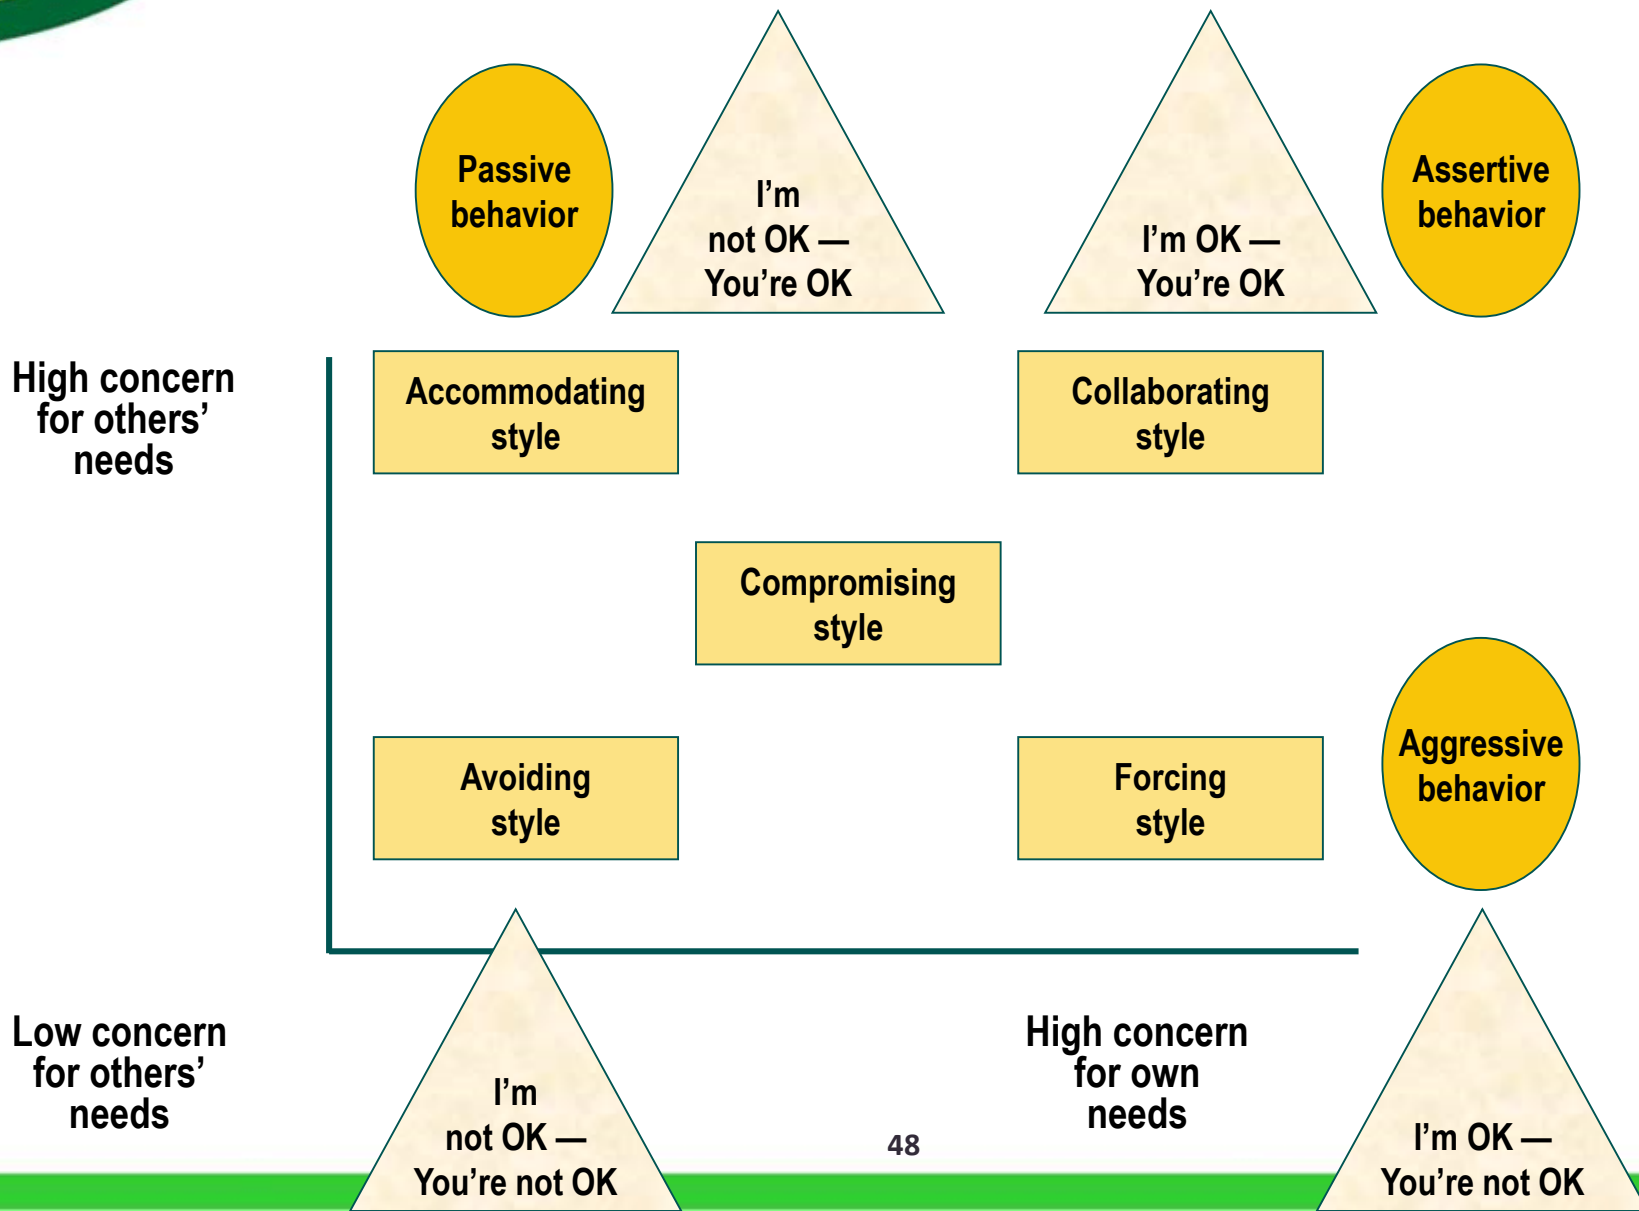 Passive
behavior
I’m
not OK —
You’re OK
I’m OK —
You’re OK
Assertive
behavior
High concern
for others’
needs
Accommodating
style
Collaborating
style
Compromising
style
Avoiding
style
Forcing
style
Aggressive
behavior
Low concern
for others’
needs
I’m
not OK —
You’re not OK
48
High concern
for own
needs
I’m OK —
You’re not OK